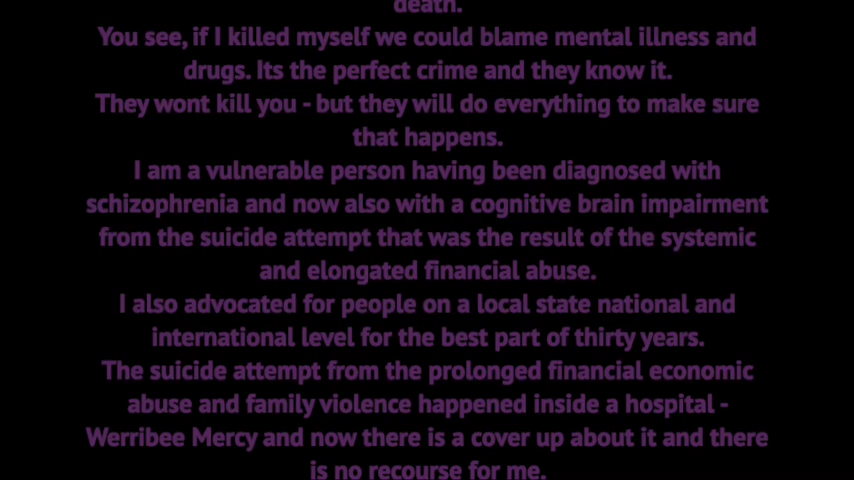 death.
You see, if I killed myself we could blame mental illness and
drugs. Its the perfect crime and they know it.
They wont kill you - but they will do everything to make sure
that happens.
I am a vulnerable person having been diagnosed with
schizophrenia and now also with a cognitive brain impairment
from the suicide attempt that was the result of the systemic
and elongated financial abuse.
I also advocated for people on a local state national and
international level for the best part of thirty years.
The suicide attempt from the prolonged financial economic
abuse and family violence happened inside a hospital -
Werribee Mercy and now there is a cover up about it and there
is no recourse for me.